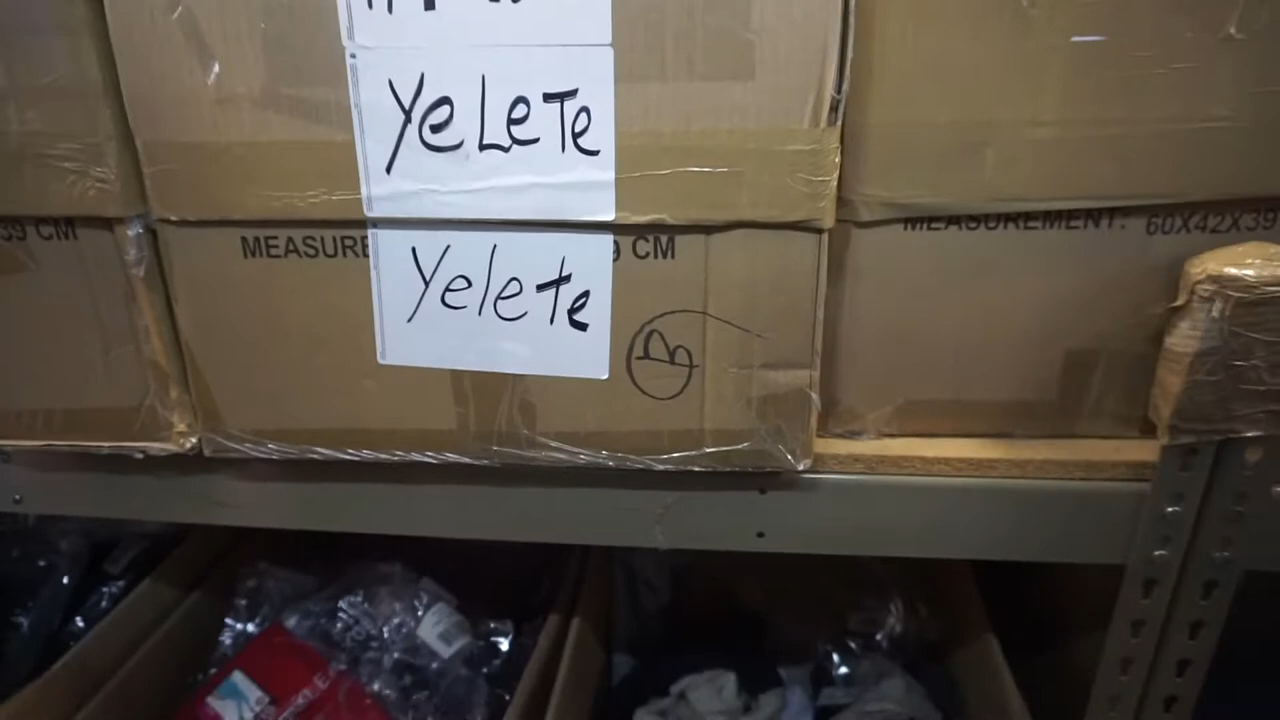 YeLeTe
39 CM
MEASURE 9 CM
MEASUREMENT: 60X42X39
Yelete
B